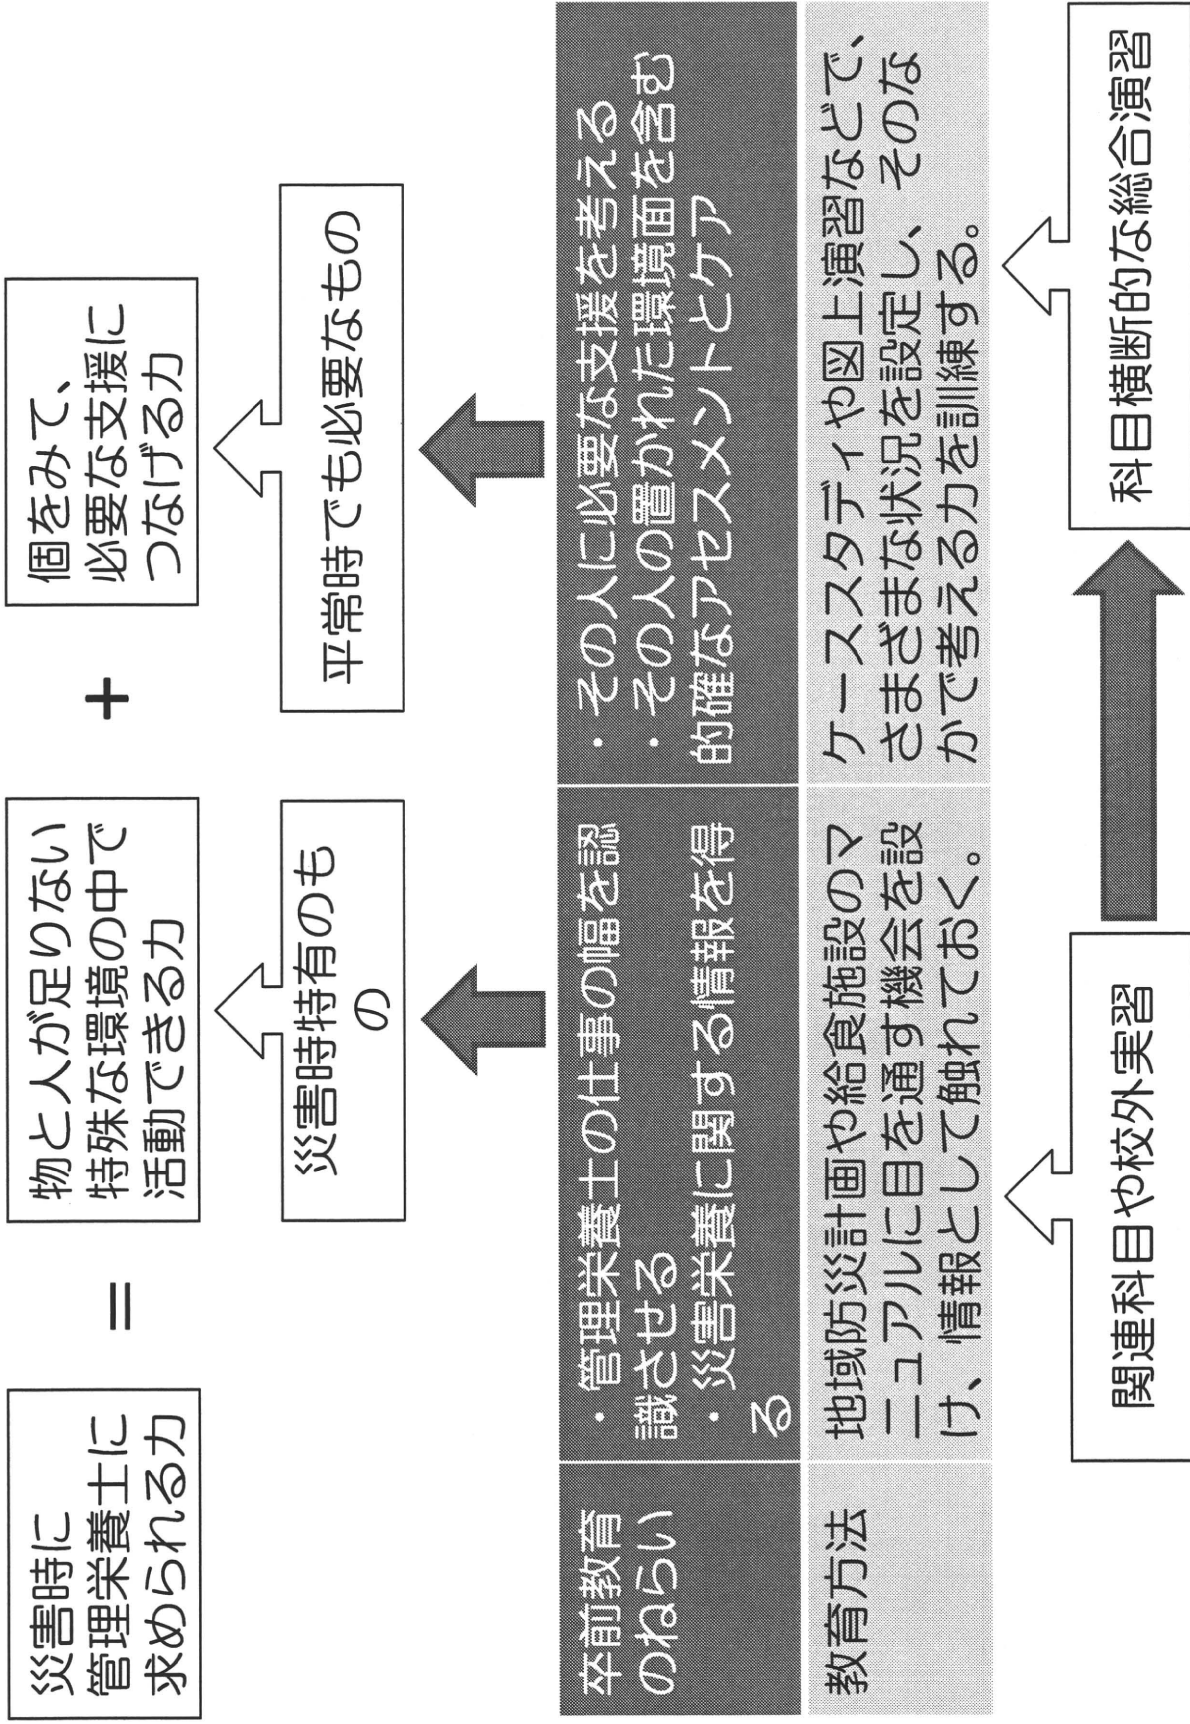 災害時に
管理栄養士に
求められる力
＝
物と人が足りない
特殊な環境の中で
活動できる力
＋
個をみて、
必要な支援に
つなげる力
災害時特有のも
の
平常時でも必要なもの
卒前教育
のねらい
・管理栄養士の仕事の幅を認
識させる
・災害栄養に関する情報を得
る
・その人に必要な支援を考える
・その人の置かれた環境面を含む
的確なアセスメントとケア
教育方法
地域防災計画や給食施設のマ
ニュアルに目を通す機会を設
け、情報として触れておく。
ケーススタディや図上演習などで、
さまざまな状況を設定し、そのな
かで考える力を訓練する。
関連科目や校外実習
科目横断的な総合演習